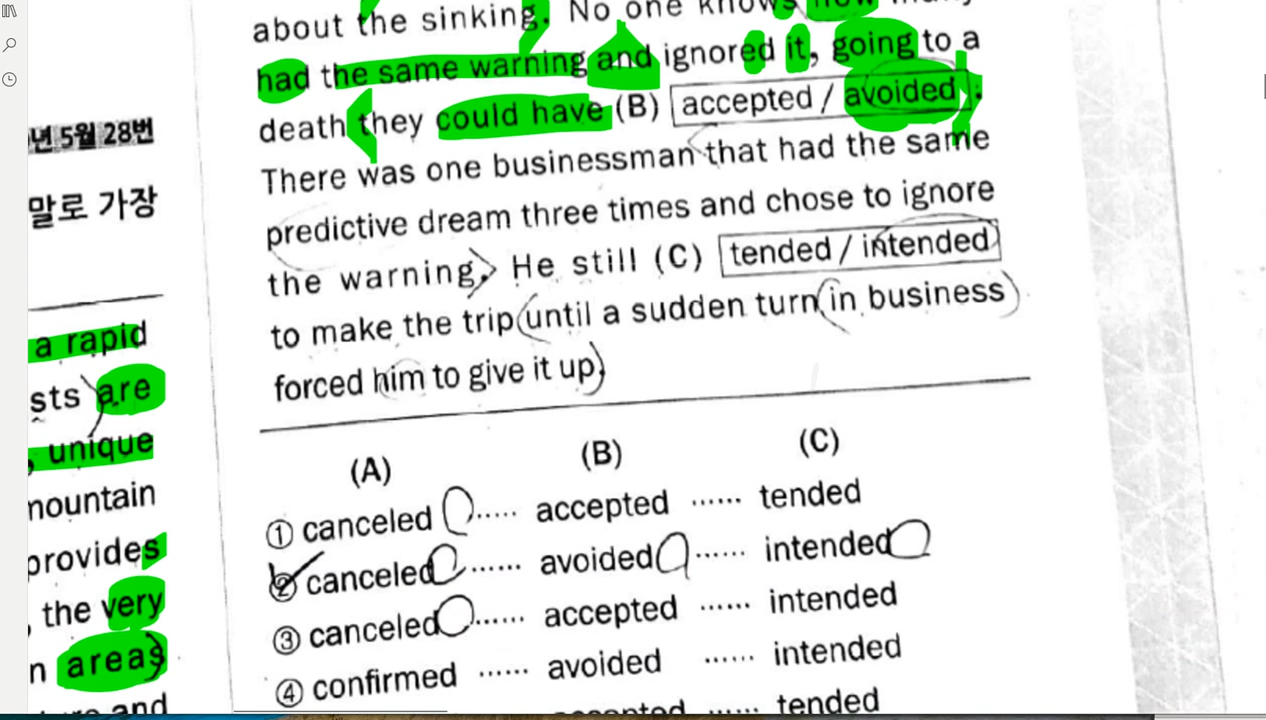 about the sinking. No one knows how many
had the same warning and ignored it, going to a
death they could have (B) accepted / avoided.
There was one businessman that had the same
predictive dream three times and chose to ignore
the warning. He still (C) tended / intended
to make the trip until a sudden turn in business
forced him to give it up.
(A) (B) (C)
① canceled ...... accepted ...... tended
② canceled ...... avoided ...... intended
③ canceled ...... accepted ...... intended
④ confirmed ...... avoided ...... intended
tended
년 5월 28번
말로 가장
a rapid
are
, unique
mountain
provides
, the very
n areas
and